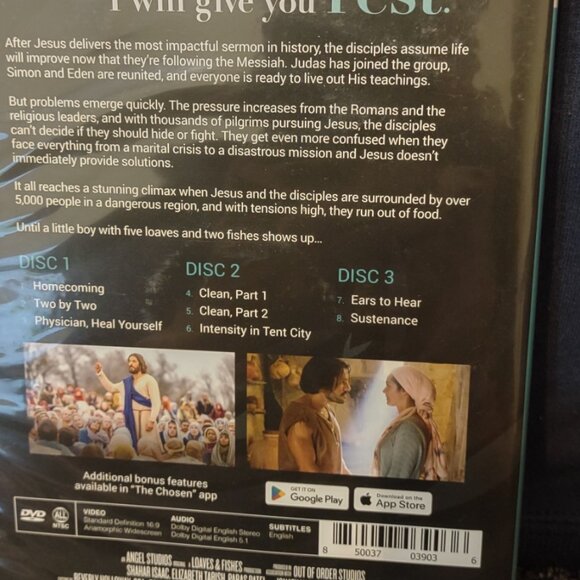 I will give you Rest.
After Jesus delivers the most impactful sermon in history, the disciples assume life
will improve now that they're following the Messiah. Judas has joined the group,
Simon and Eden are reunited, and everyone is ready to live out His teachings.
But problems emerge quickly. The pressure increases from the Romans and the
religious leaders, and with thousands of pilgrims pursuing Jesus, the disciples
can't decide if they should hide or fight. They get even more confused when they
face everything from a marital crisis to a disastrous mission and Jesus doesn't
immediately provide solutions.
It all reaches a stunning climax when Jesus and the disciples are surrounded by over
5,000 people in a dangerous region, and with tensions high, they run out of food.
Until a little boy with five loaves and two fishes shows up...
DISC 1
Homecoming
Two by Two
Physician, Heal Yourself
DISC 2
4. Clean, Part 1
5. Clean, Part 2
6. Intensity in Tent City
DISC 3
7. Ears to Hear
8. Sustenance
Additional bonus features
available in "The Chosen" app
GET IT ON
Google Play
Download on the
App Store
DVD
ALL
NTSC
VIDEO
Standard Definition 16:9
Anamorphic Widescreen
AUDIO
Dolby Digital English Stereo
Dolby Digital English 5.1
SUBTITLES
English
8 50037 03903 6
ANGEL STUDIOS A LOAVES & FISHES PRODUCTION OUT OF ORDER STUDIOS
SHAHAR ISAAC, ELIZABETH TABISH, PARAS PATEL